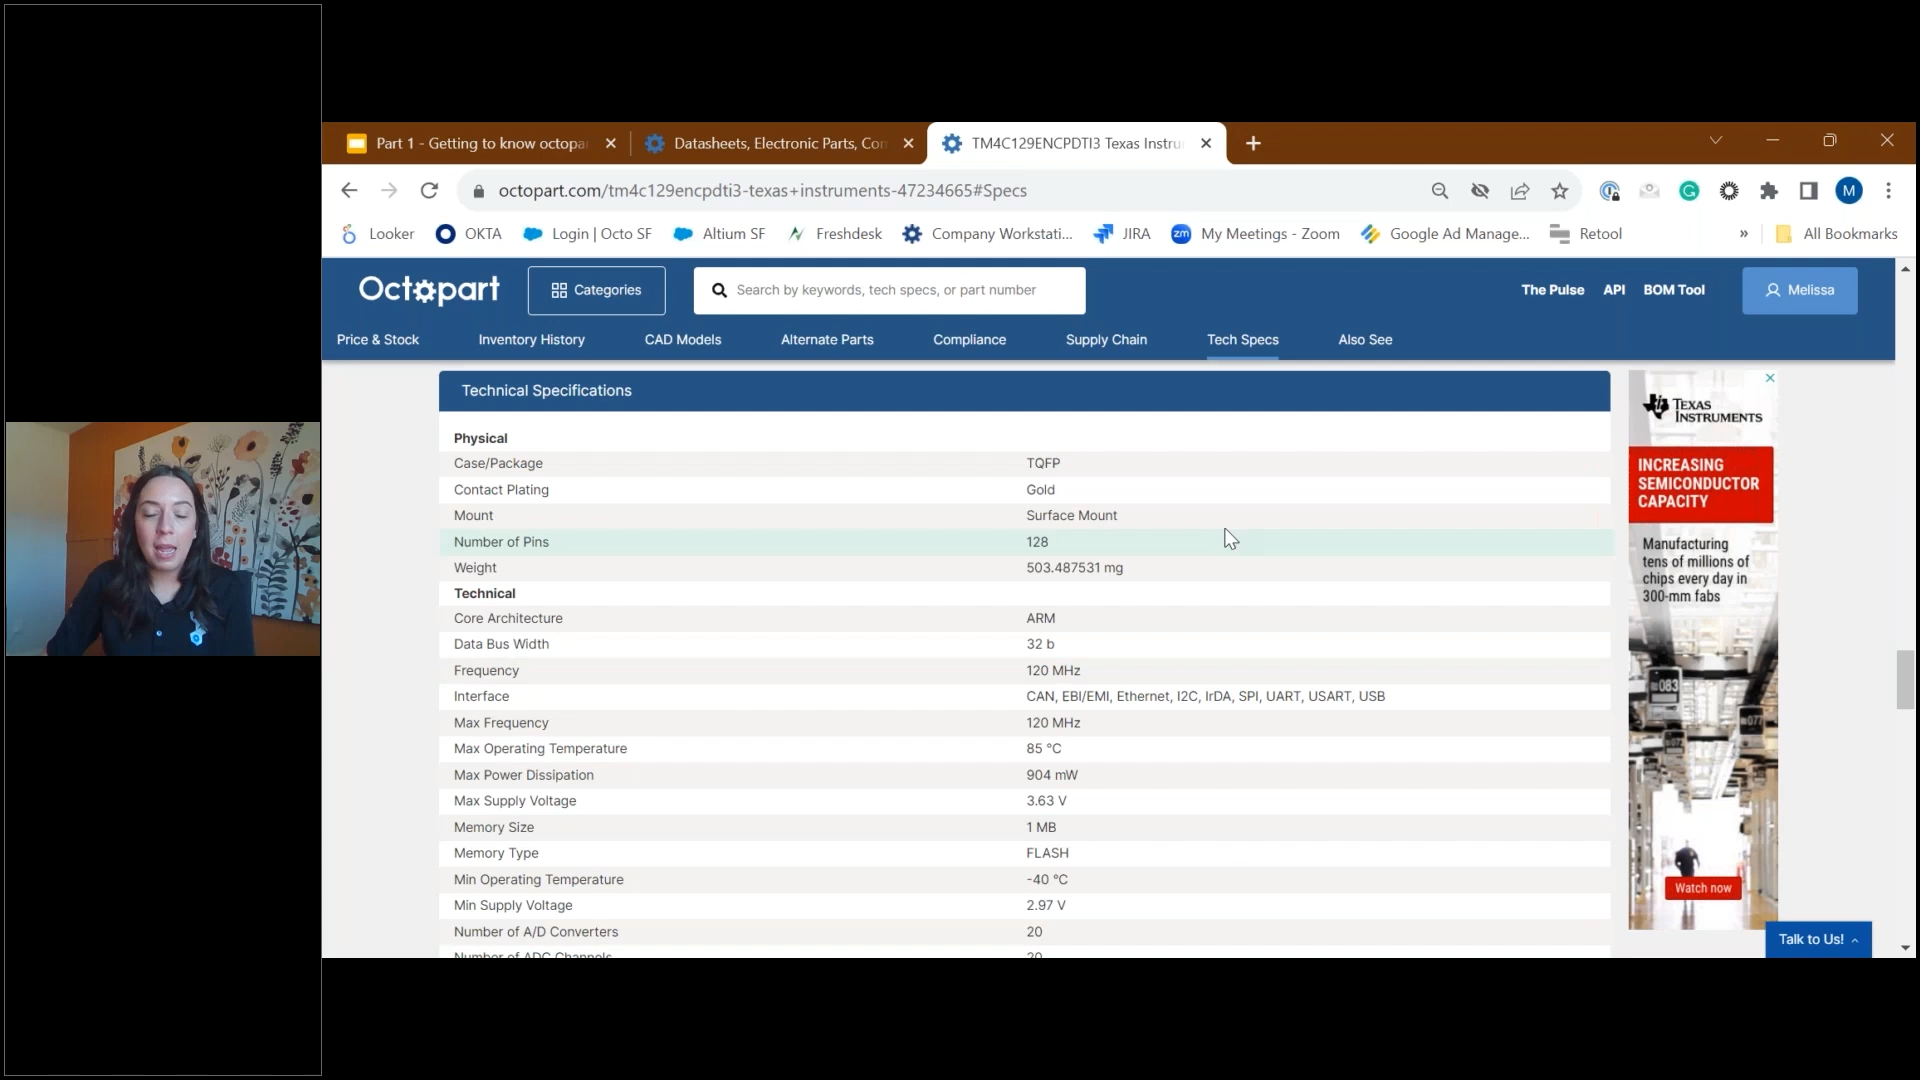 Part 1 - Getting to know octopa
Datasheets, Electronic Parts, Con
TM4C129ENCPDTI3 Texas Instru
octopart.com/tm4c129encpdti3-texas+instruments-47234665#Specs
M
Looker
OKTA
Login | Octo SF
Altium SF
Freshdesk
Company Workstati...
JIRA
zm
My Meetings - Zoom
Google Ad Manage...
Retool
»
All Bookmarks
Octopart
Categories
Search by keywords, tech specs, or part number
The Pulse
API
BOM Tool
Melissa
Price & Stock
Inventory History
CAD Models
Alternate Parts
Compliance
Supply Chain
Tech Specs
Also See
Technical Specifications
Physical
Case/Package TQFP
Contact Plating Gold
Mount Surface Mount
Number of Pins 128
Weight 503.487531 mg
Technical
Core Architecture ARM
Data Bus Width 32 b
Frequency 120 MHz
Interface CAN, EBI/EMI, Ethernet, I2C, IrDA, SPI, UART, USART, USB
Max Frequency 120 MHz
Max Operating Temperature 85 °C
Max Power Dissipation 904 mW
Max Supply Voltage 3.63 V
Memory Size 1 MB
Memory Type FLASH
Min Operating Temperature -40 °C
Min Supply Voltage 2.97 V
Number of A/D Converters 20
Number of ADC Channels 20
TEXAS
INSTRUMENTS
INCREASING
SEMICONDUCTOR
CAPACITY
Manufacturing
tens of millions of
chips every day in
300-mm fabs
083
Watch now
Talk to Us!